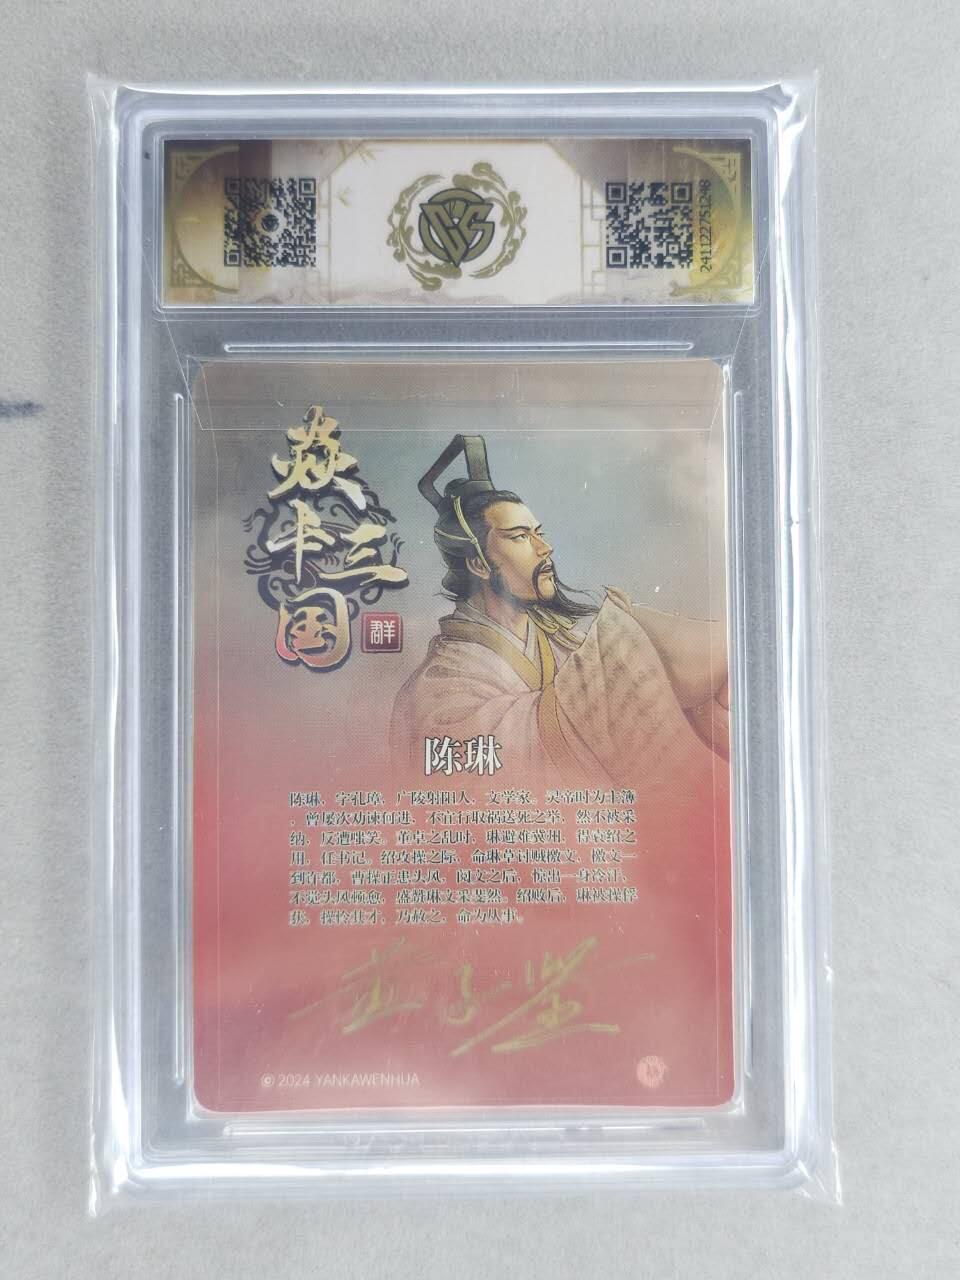 241122751248
焱
卡三
国
群
陈琳
陈琳，字孔璋，广陵射阳人，文学家。灵帝时为主簿
，曾屡次劝谏何进，不宜行取祸送死之举，然不被采
纳，反遭嗤笑。董卓之乱时，琳避难冀州，得袁绍之
用，任书记。绍攻操之际，命琳草讨贼檄文，檄文一
到许都，曹操正患头风，阅文之后，惊出一身冷汗，
不觉头风顿愈，盛赞琳文采斐然。绍败后，琳被操俘
获，操怜其才，乃赦之，命为从事。
© 2024 YANKAWENHUA